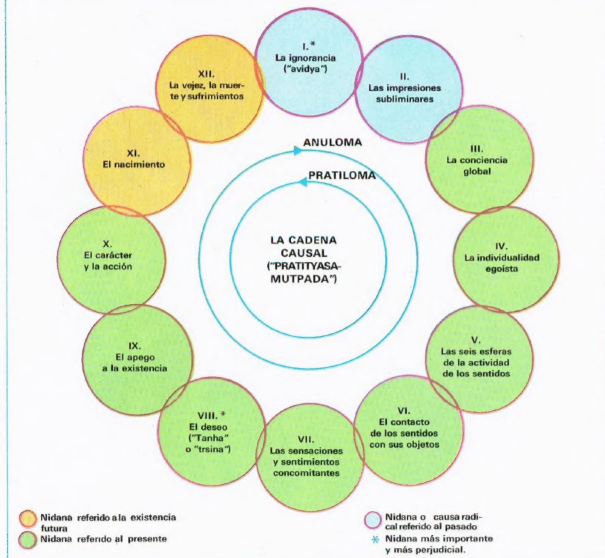 I.*
La ignorancia
("avidya")
II.
Las impresiones
subliminares
III.
La conciencia
global
IV.
La individualidad
egoísta
V.
Las seis esferas
de la actividad
de los sentidos
VI.
El contacto
de los sentidos
con sus objetos
VII.
Las sensaciones
y sentimientos
concomitantes
VIII.*
El deseo
("Tanha"
o "trsina")
IX.
El apego
a la existencia
X.
El carácter
y la acción
XI.
El nacimiento
XII.
La vejez, la muer-
te y sufrimientos
ANULOMA
PRATILOMA
LA CADENA
CAUSAL
("PRATITYASA-
MUTPADA")
Nidana referido a la existencia
futura
Nidana referido al presente
Nidana o causa radi-
cal referido al pasado
* Nidana más importante
y más perjudicial.